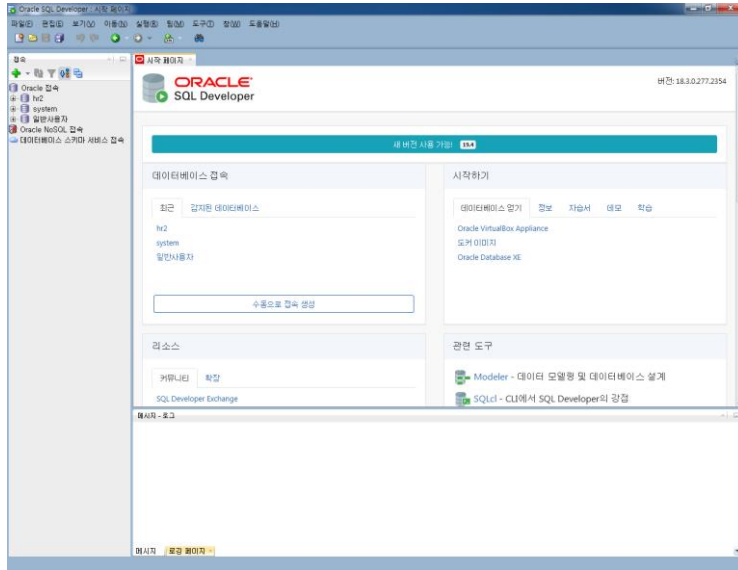 Oracle SQL Developer : 시작 페이지
파일(F) 편집(E) 보기(V) 이동(N) 실행(R) 팀(M) 도구(T) 창(W) 도움말(H)
접속
시작 페이지
Oracle 접속
hr2
system
일반사용자
Oracle NoSQL 접속
데이터베이스 스키마 서비스 접속
ORACLE
SQL Developer
버전: 18.3.0.277.2354
새 버전 사용 가능!
데이터베이스 접속
최근 감지된 데이터베이스
hr2
system
일반사용자
수동으로 접속 생성
시작하기
데이터베이스 얻기 정보 자습서 데모 학습
Oracle VirtualBox Appliance
도커 이미지
Oracle Database XE
리소스
커뮤니티 확장
SQL Developer Exchange
관련 도구
Modeler - 데이터 모델링 및 데이터베이스 설계
SQLcl - CLI에서 SQL Developer의 강점
메시지 - 로그
메시지 로깅 페이지